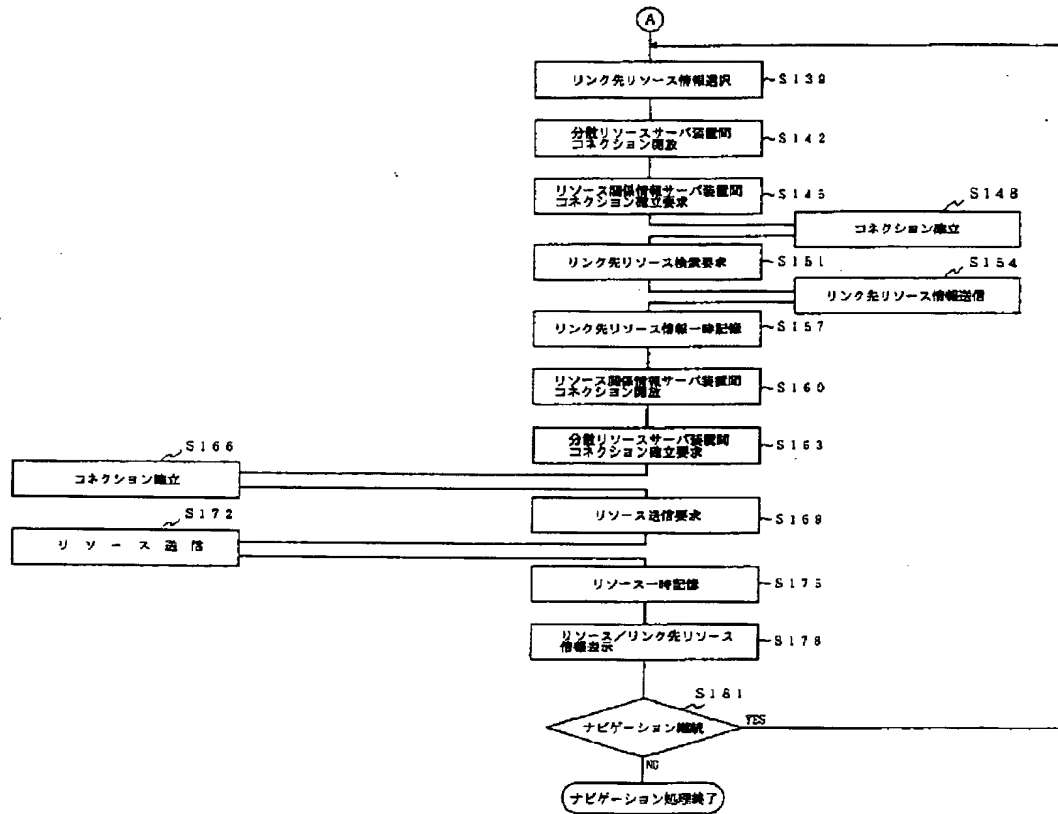 A
リンク先リソース情報選択
S139
分散リソースサーバ装置間
コネクション開放
S142
リソース関係情報サーバ装置間
コネクション確立要求
S145
S148
コネクション確立
リンク先リソース検索要求
S151
S154
リンク先リソース情報送信
リンク先リソース情報一時記憶
S157
リソース関係情報サーバ装置間
コネクション開放
S160
分散リソースサーバ装置間
コネクション確立要求
S163
S166
コネクション確立
リソース送信要求
S169
S172
リソース送信
リソース一時記憶
S175
リソース／リンク先リソース
情報表示
S178
S181
ナビゲーション継続
YES
NO
ナビゲーション処理終了